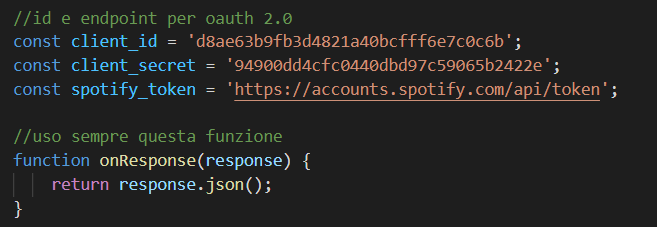 //id e endpoint per oauth 2.0
const client_id = 'd8ae63b9fb3d4821a40bcfff6e7c0c6b';
const client_secret = '94900dd4cfc0440dbd97c59065b2422e';
const spotify_token = 'https://accounts.spotify.com/api/token';
//uso sempre questa funzione
function onResponse(response) {
return response.json();
}